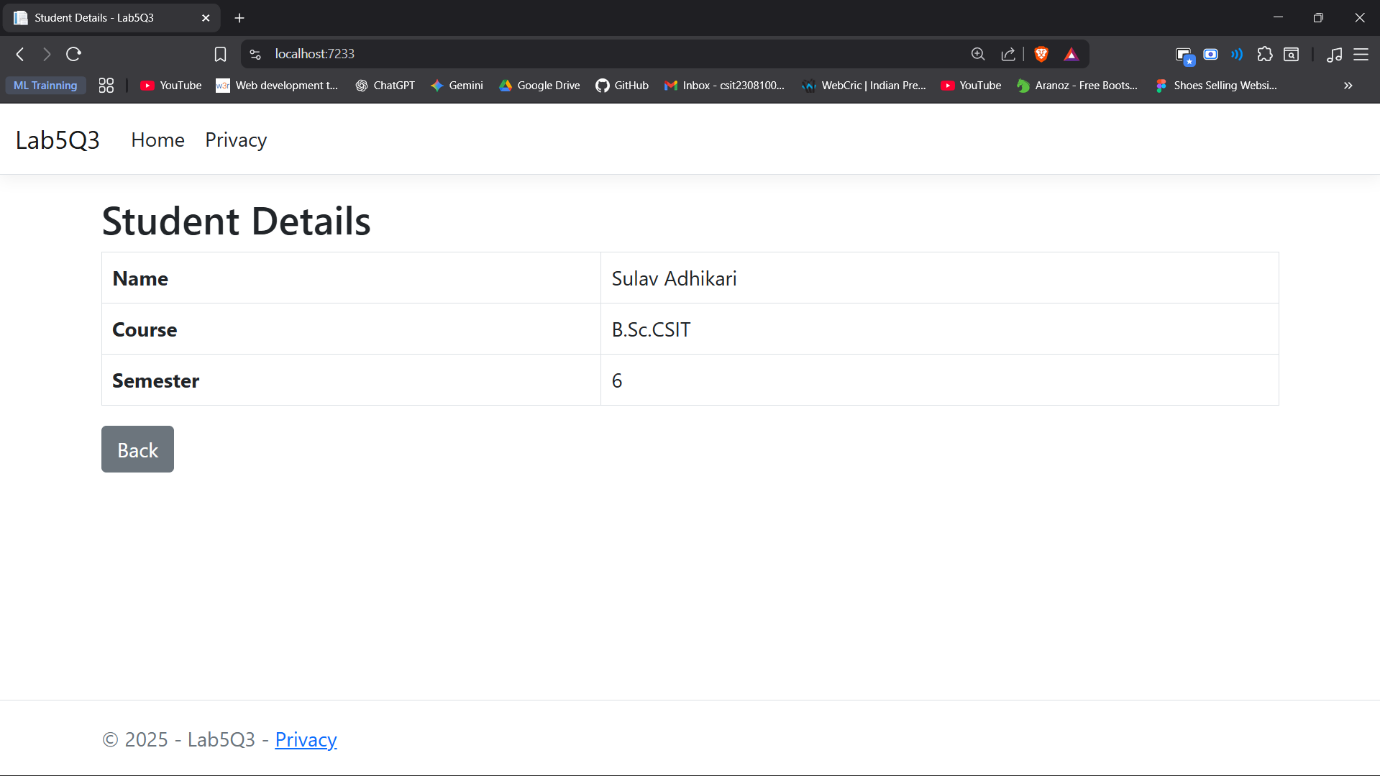 Student Details - Lab5Q3
localhost:7233
ML Trainning YouTube Web development t... ChatGPT Gemini Google Drive GitHub Inbox - csit2308100... WebCric | Indian Pre... YouTube Aranoz - Free Boots... Shoes Selling Websi... »
Lab5Q3 Home Privacy
Student Details
Name Sulav Adhikari
Course B.Sc.CSIT
Semester 6
Back
© 2025 - Lab5Q3 - Privacy